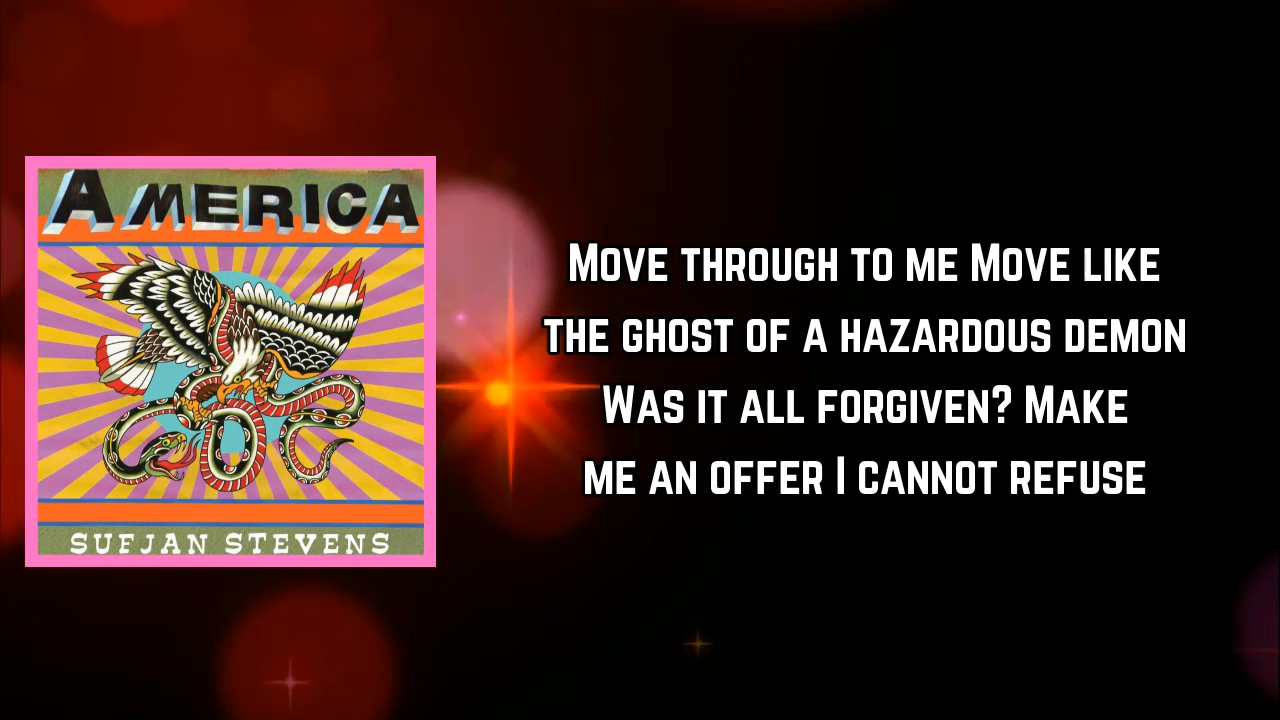 AMERICA
SUFJAN STEVENS
Move through to me Move like
the ghost of a hazardous demon
Was it all forgiven? Make
me an offer I cannot refuse